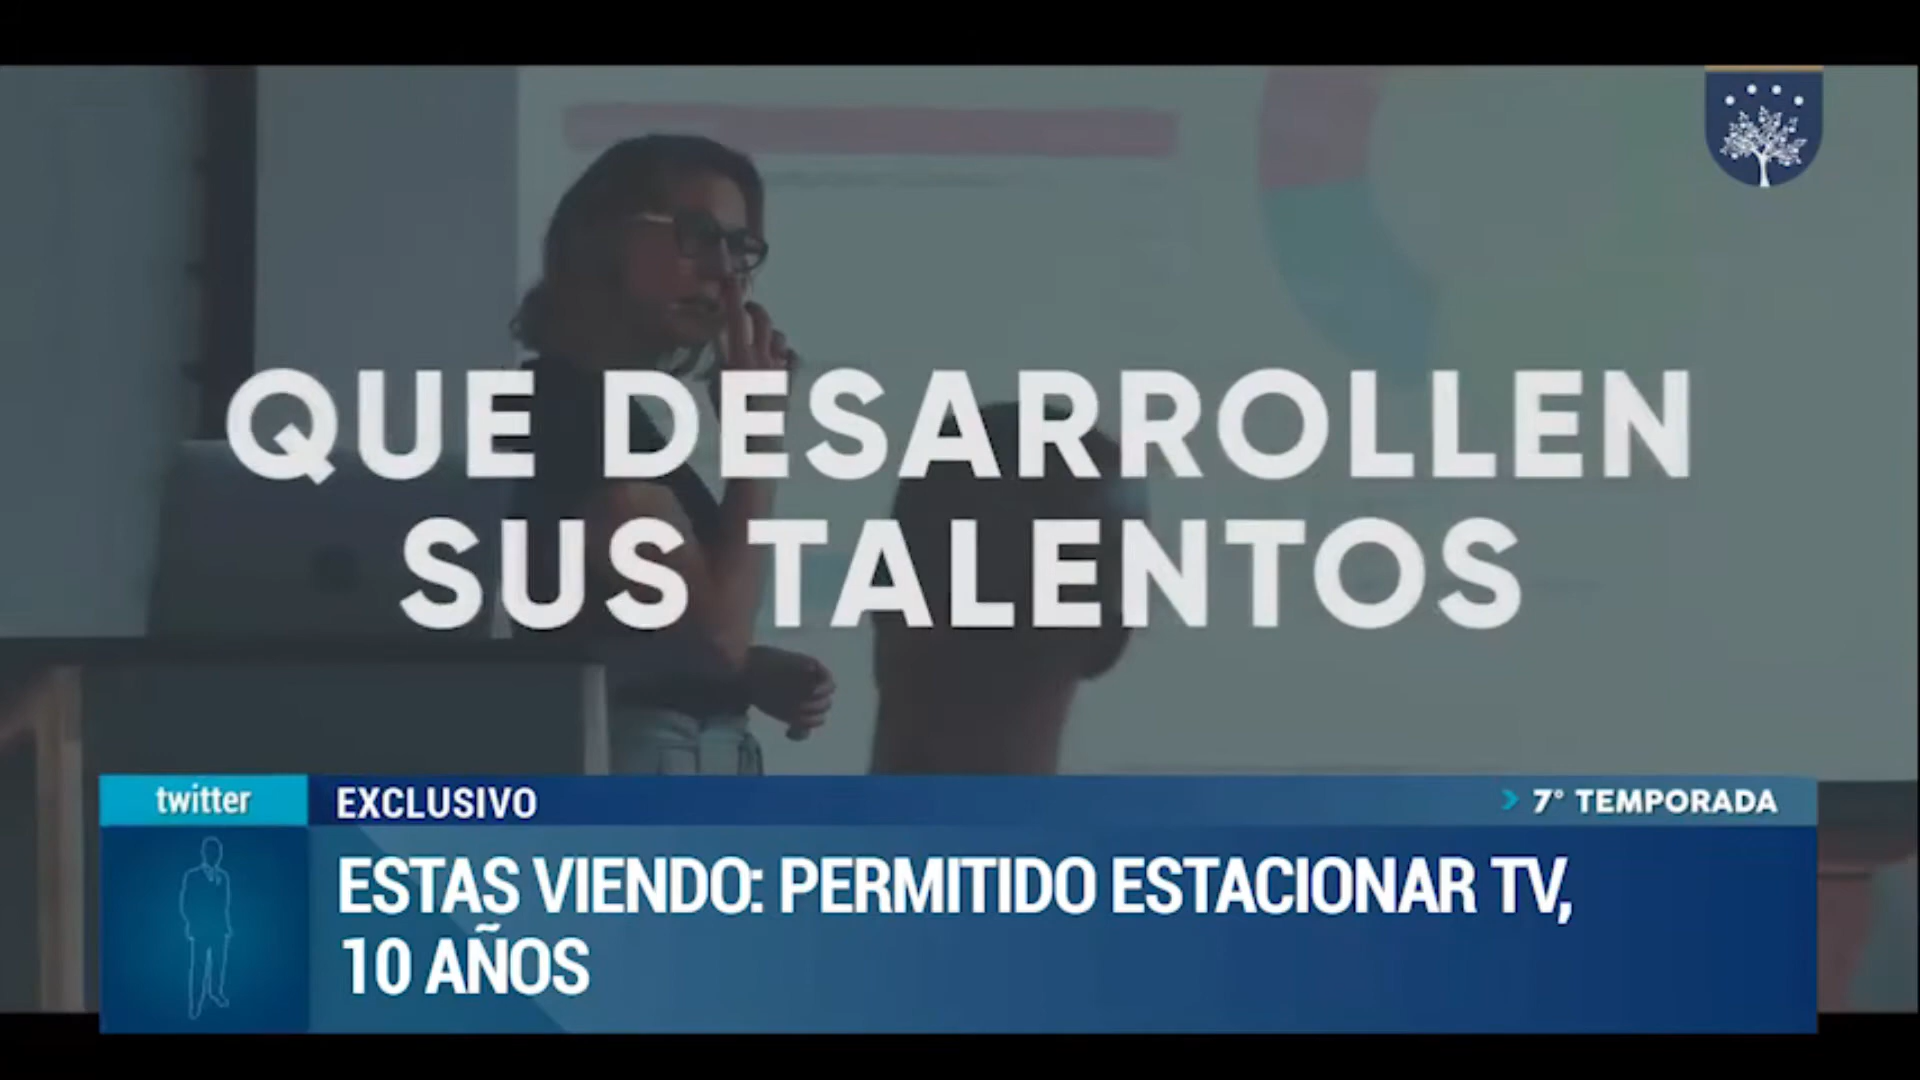 QUE DESARROLLEN
SUS TALENTOS
twitter
EXCLUSIVO
7° TEMPORADA
ESTAS VIENDO: PERMITIDO ESTACIONAR TV,
10 AÑOS